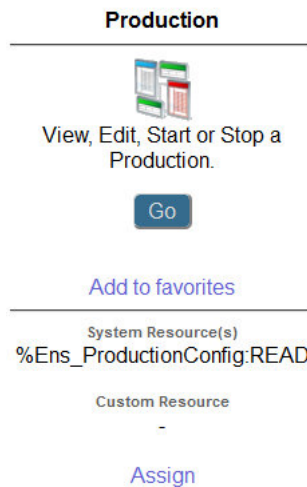 Production
View, Edit, Start or Stop a
Production.
Go
Add to favorites
System Resource(s)
%Ens_ProductionConfig:READ
Custom Resource
-
Assign